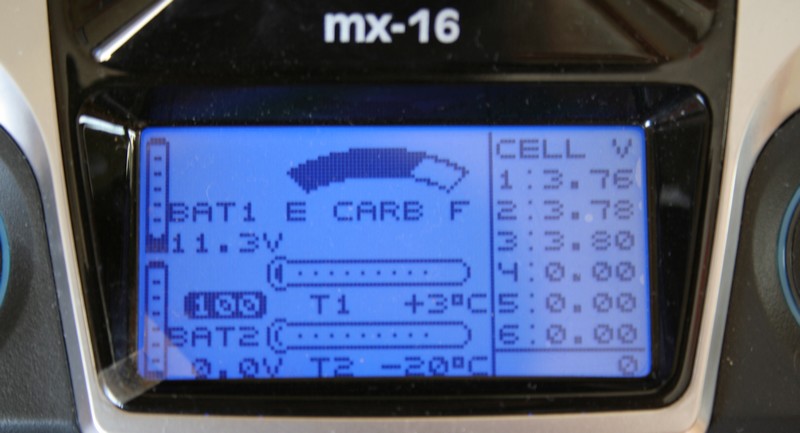 mx-16
CELL V
1:3.76
BAT1 E CARB F 2:3.78
11.3V 3:3.80
4:0.00
100 T1 +3°C 5:0.00
BAT2 6:0.00
0.0V T2 -20°C 0